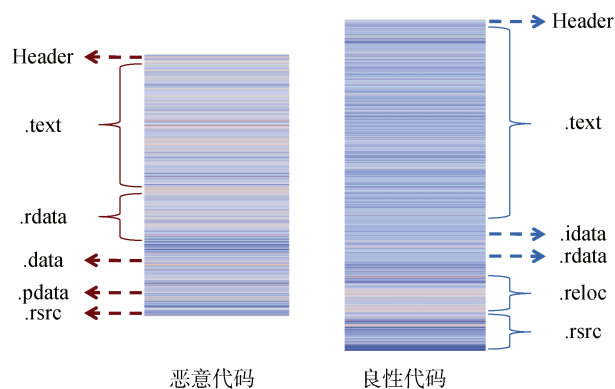 Header
.text
.rdata
.data
.pdata
.rsrc
恶意代码
Header
.text
.idata
.rdata
.reloc
.rsrc
良性代码